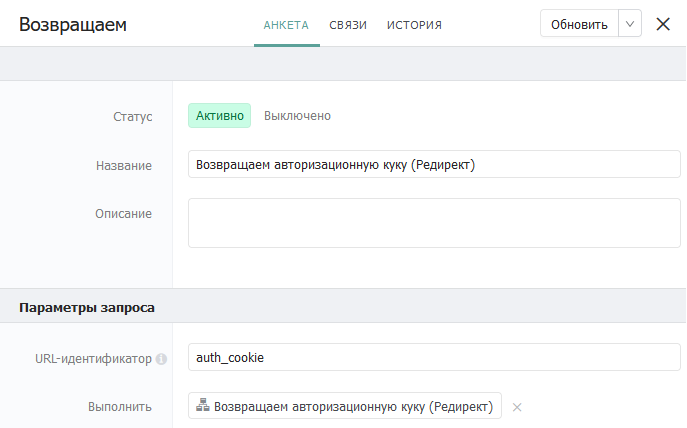 Возвращаем АНКЕТА СВЯЗИ ИСТОРИЯ Обновить
Статус Активно Выключено
Название Возвращаем авторизационную куку (Редирект)
Описание
Параметры запроса
URL-идентификатор auth_cookie
Выполнить Возвращаем авторизационную куку (Редирект)